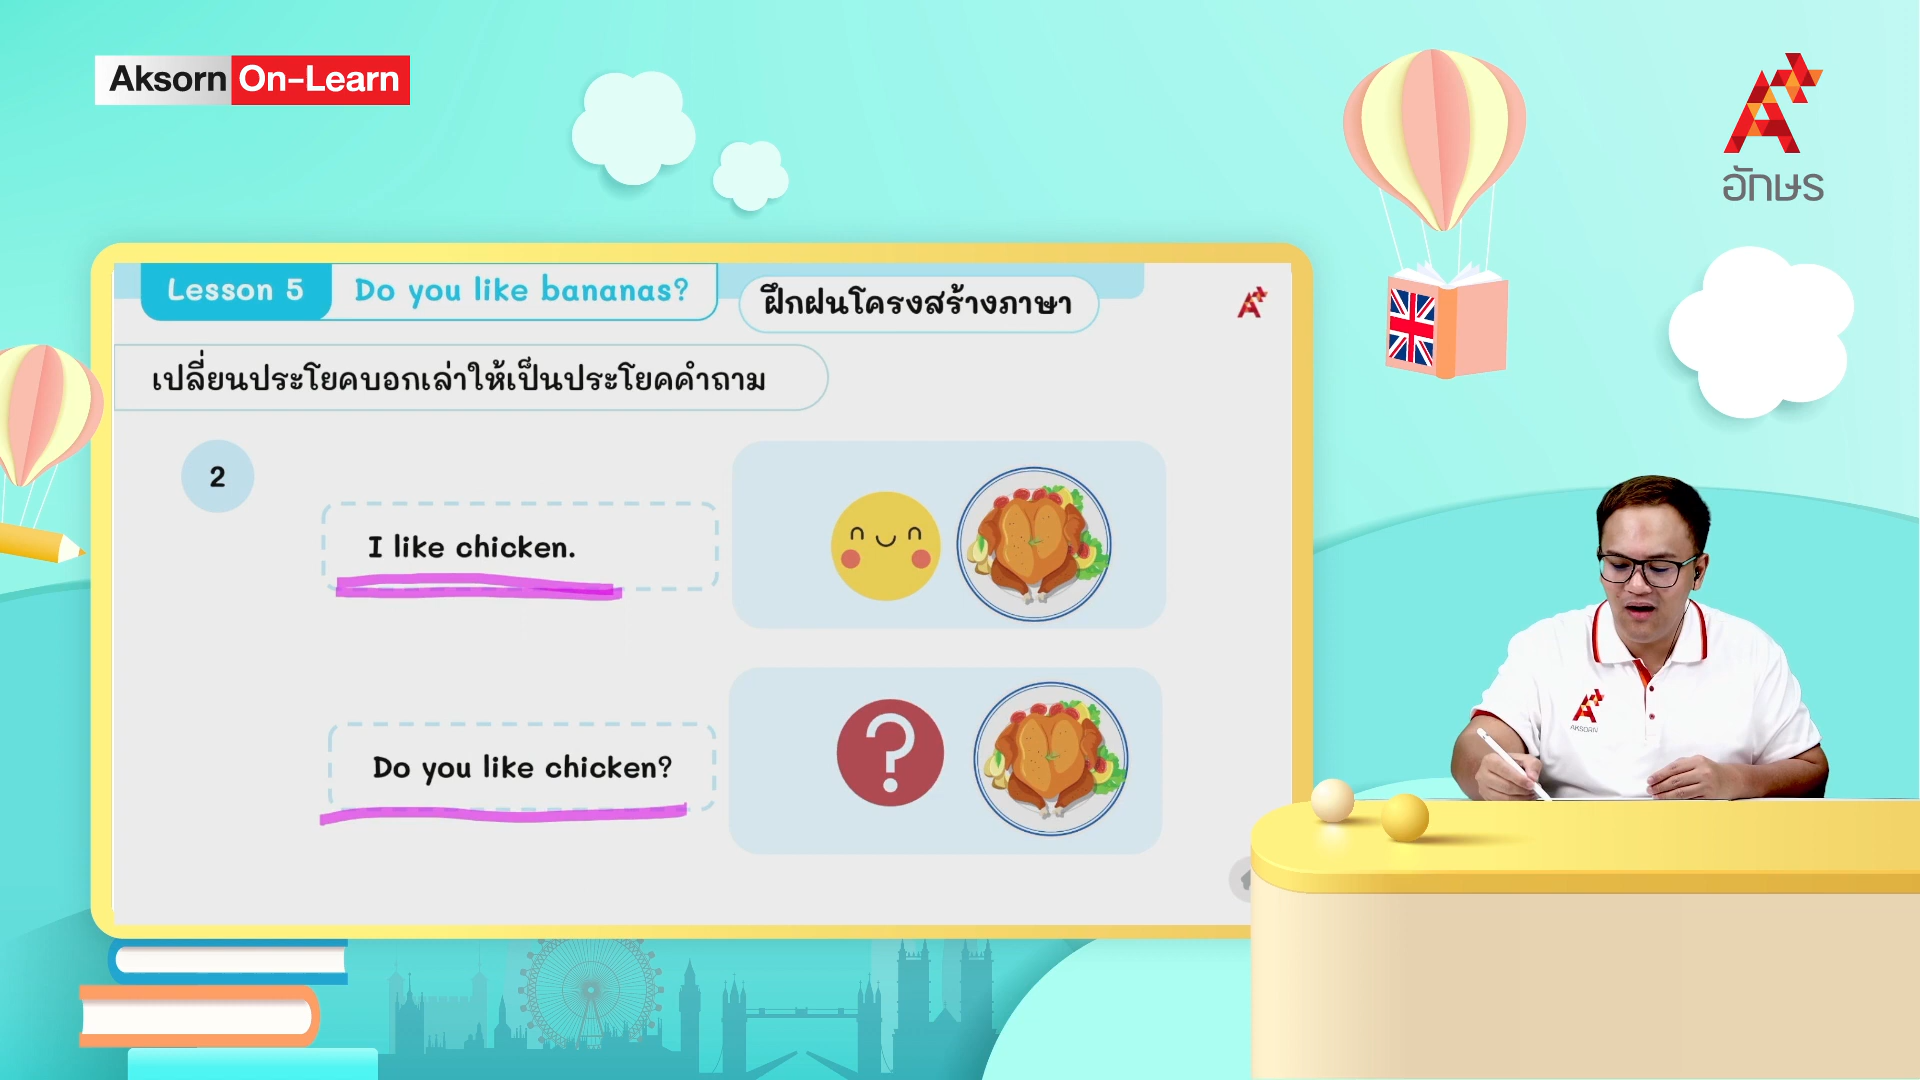 Aksorn On-Learn
อักษร
Lesson 5 Do you like bananas? ฝึกฝนโครงสร้างภาษา
เปลี่ยนประโยคบอกเล่าให้เป็นประโยคคำถาม
2
I like chicken.
?
Do you like chicken?
AKSORN